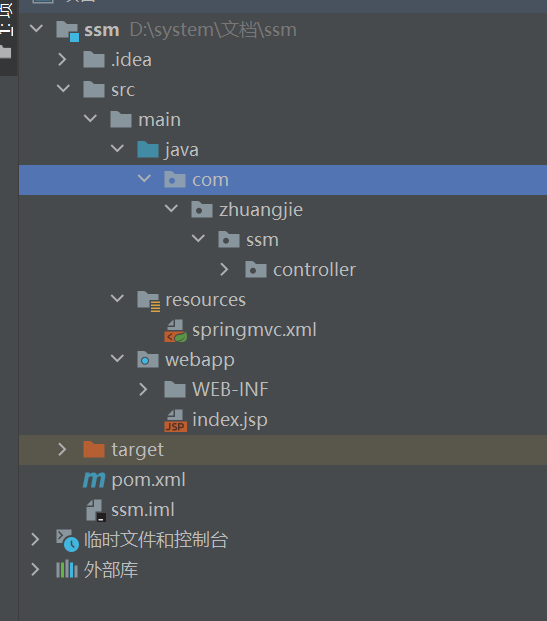 ssm D:\system\文档\ssm
.idea
src
main
java
com
zhuangjie
ssm
controller
resources
springmvc.xml
webapp
WEB-INF
index.jsp
target
pom.xml
ssm.iml
临时文件和控制台
外部库